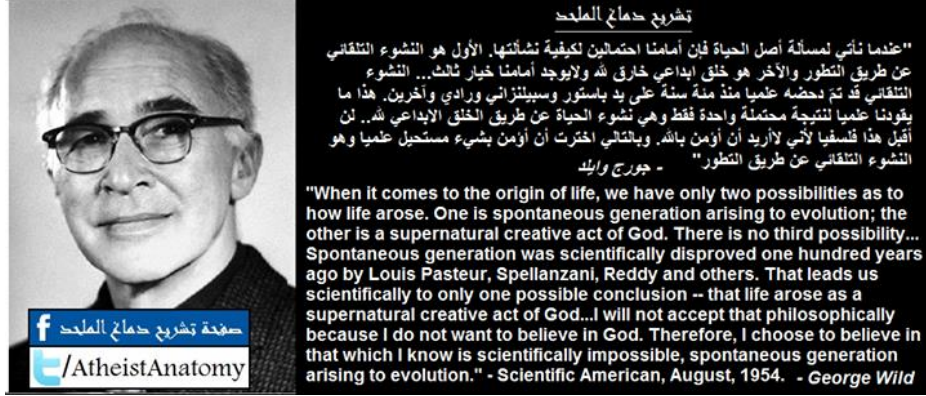 تشريح دماغ الملحد
"عندما نأتي لمسألة أصل الحياة فإن أمامنا احتمالين لكيفية نشألتها. الأول هو النشوء التلقائي
عن طريق التطور والآخر هو خلق ابداعي خارق لله ولايوجد أمامنا خيار ثالث... النشوء
التلقائي قد تمّ دحضه علميا منذ مئة سنة على يد باستور وسبيلنزاني ورادي وآخرين. هذا ما
يقودنا علميا لنتيجة محتملة واحدة فقط وهي نشوء الحياة عن طريق الخلق الابداعي لله.. لن
أقبل هذا فلسفيا لأني لاأريد أن أؤمن بالله. وبالتالي اخترت أن أؤمن بشيء مستحيل علميا وهو
النشوء التلقائي عن طريق التطور" - جورج وايلد
"When it comes to the origin of life, we have only two possibilities as to
how life arose. One is spontaneous generation arising to evolution; the
other is a supernatural creative act of God. There is no third possibility...
Spontaneous generation was scientifically disproved one hundred years
ago by Louis Pasteur, Spellanzani, Reddy and others. That leads us
scientifically to only one possible conclusion -- that life arose as a
supernatural creative act of God...I will not accept that philosophically
because I do not want to believe in God. Therefore, I choose to believe in
that which I know is scientifically impossible, spontaneous generation
arising to evolution." - Scientific American, August, 1954. - George Wild
f صفحة تشريح دماغ الملحد
t /AtheistAnatomy